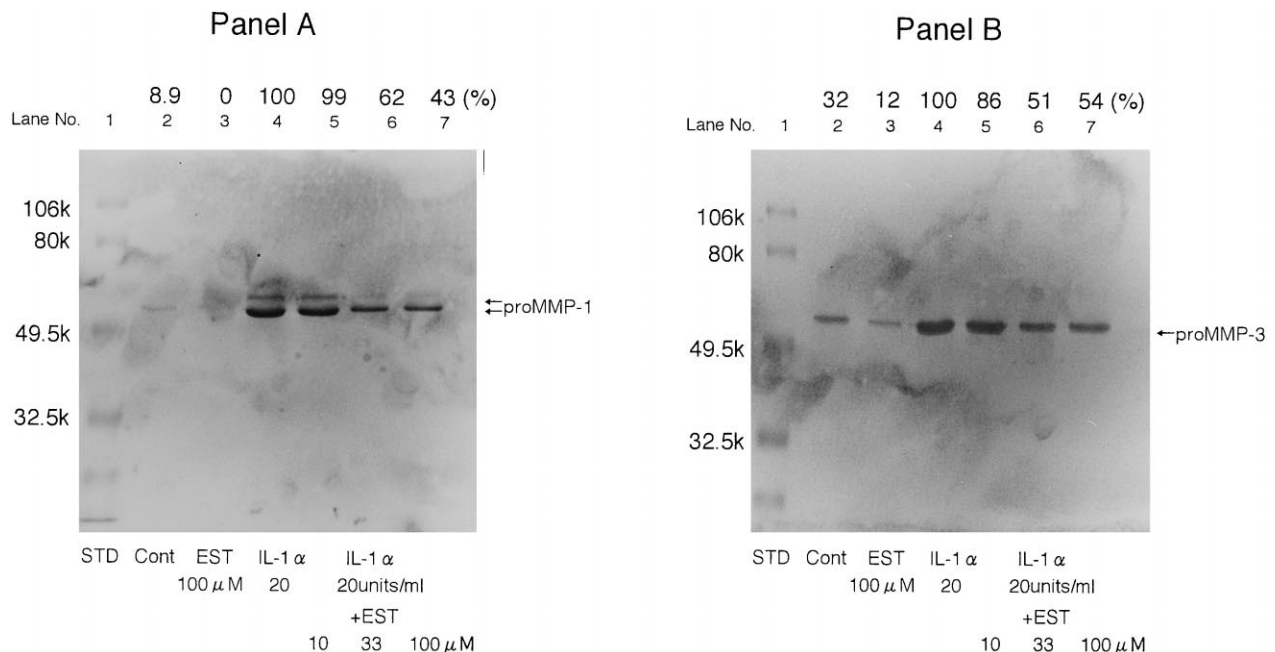 Panel A
8.9 0 100 99 62 43 (%)
Lane No. 1 2 3 4 5 6 7
106k
80k
proMMP-1
49.5k
32.5k
STD Cont EST IL-1 α IL-1 α
100 μM 20 20units/ml
+EST
10 33 100 μM
Panel B
32 12 100 86 51 54 (%)
Lane No. 1 2 3 4 5 6 7
106k
80k
proMMP-3
49.5k
32.5k
STD Cont EST IL-1 α IL-1 α
100 μM 20 20units/ml
+EST
10 33 100 μM